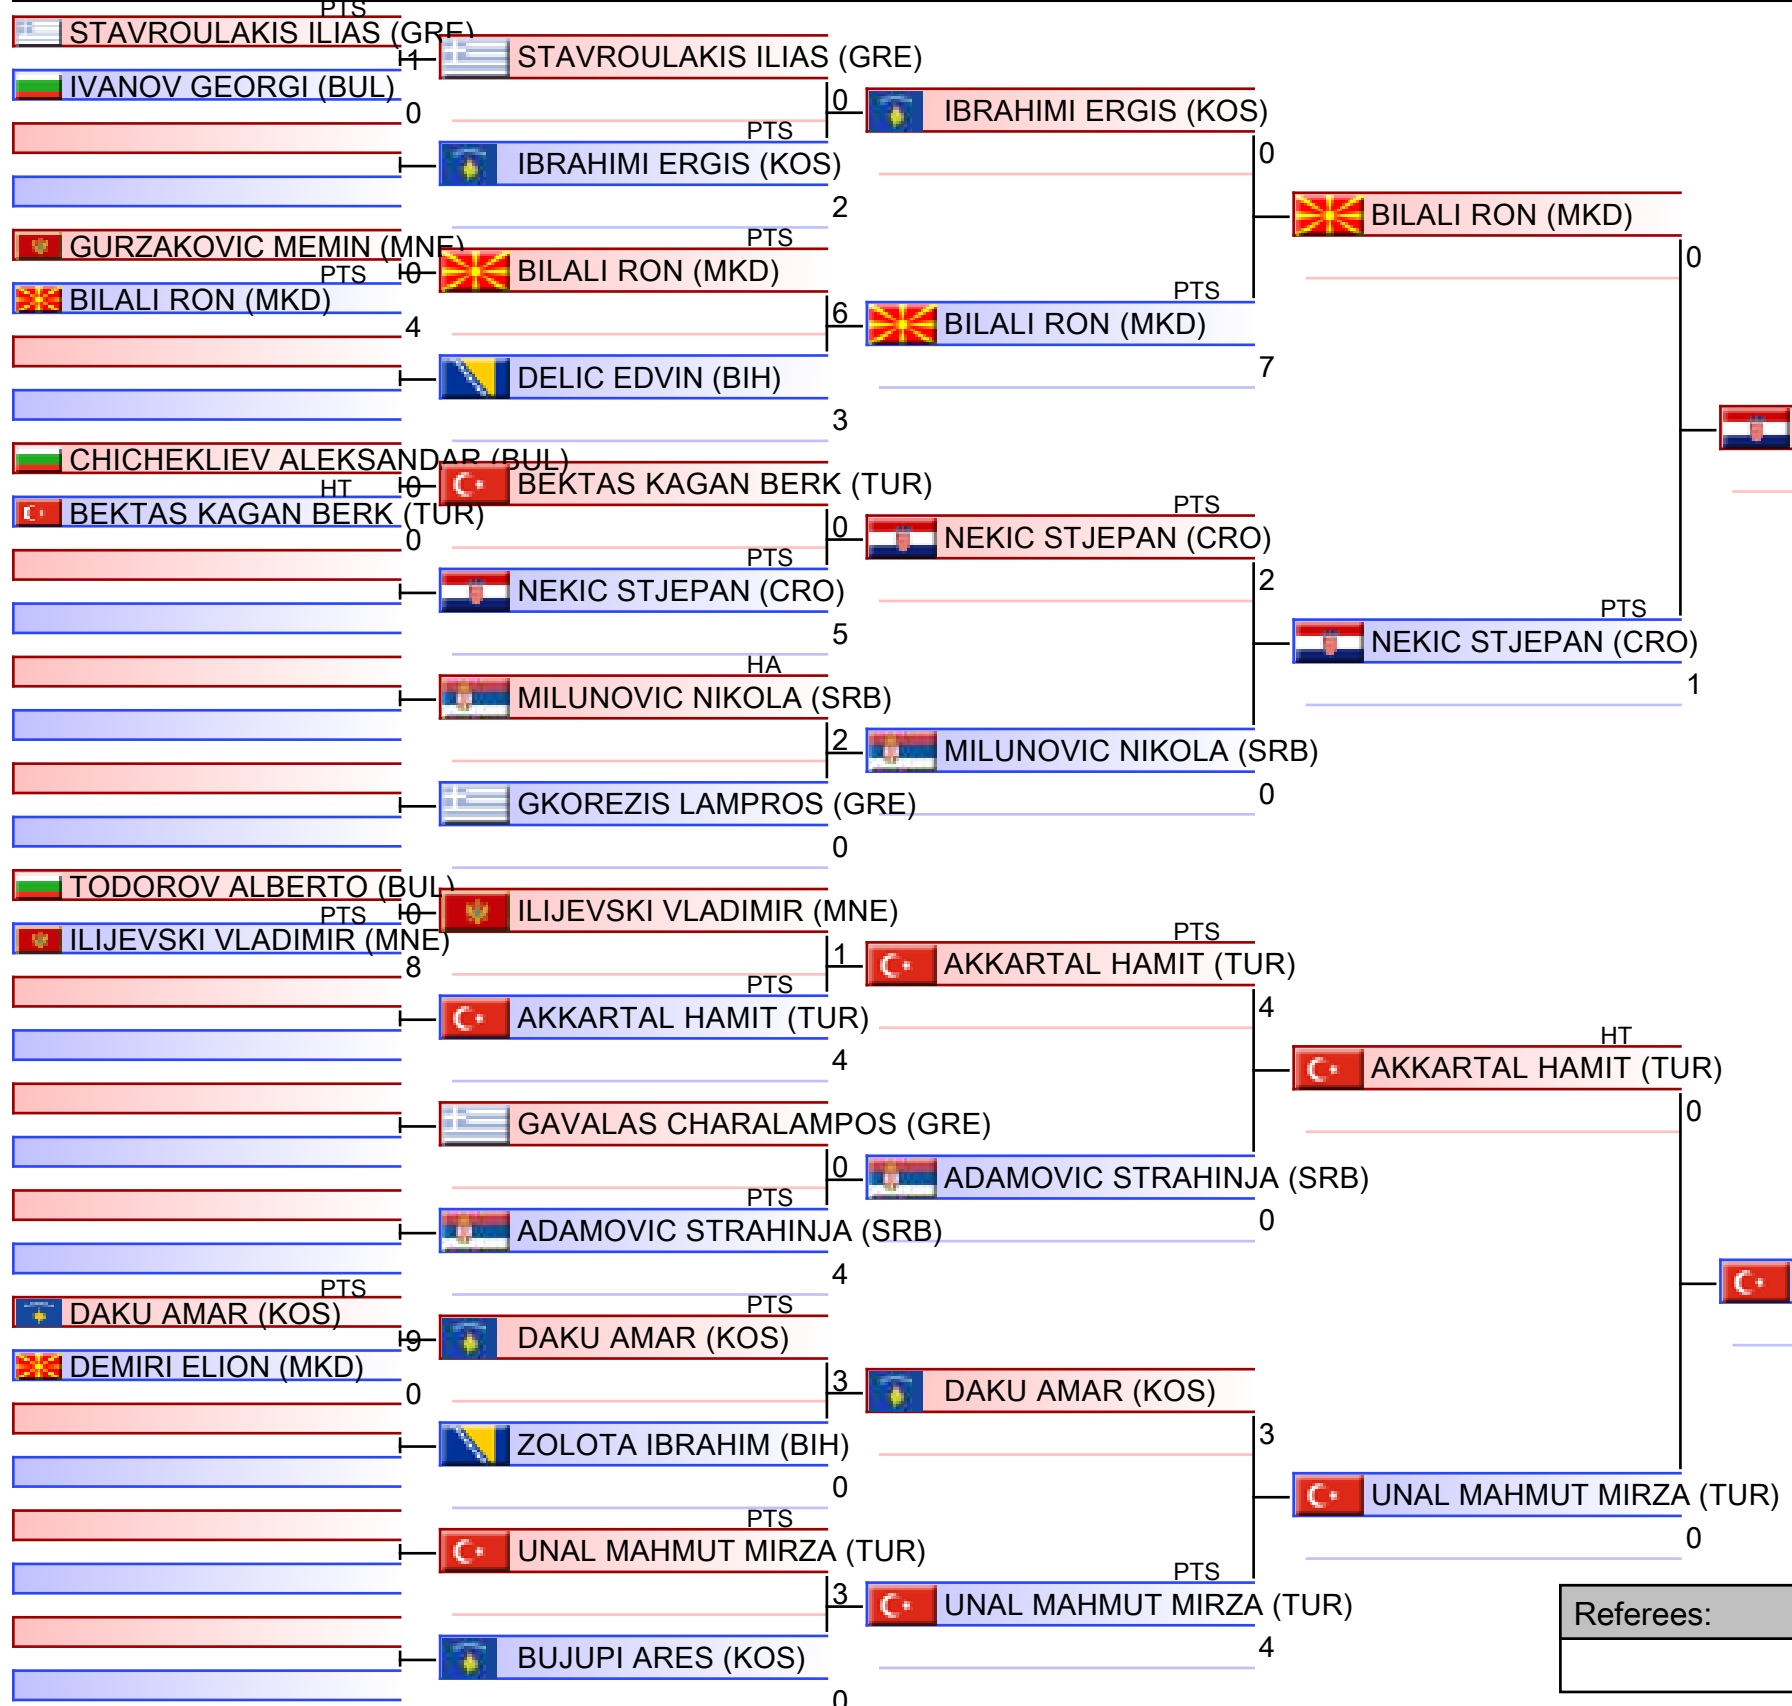 PTS
STAVROULAKIS ILIAS (GRE)
1
IVANOV GEORGI (BUL)
0
GURZAKOVIC MEMIN (MNE)
0
PTS
BILALI RON (MKD)
4
CHICHEKLIEV ALEKSANDAR (BUL)
0
HT
BEKTAS KAGAN BERK (TUR)
0
TODOROV ALBERTO (BUL)
0
PTS
ILIJEVSKI VLADIMIR (MNE)
8
PTS
DAKU AMAR (KOS)
9
DEMIRI ELION (MKD)
0
STAVROULAKIS ILIAS (GRE)
0
PTS
IBRAHIMI ERGIS (KOS)
2
PTS
BILALI RON (MKD)
6
DELIC EDVIN (BIH)
3
BEKTAS KAGAN BERK (TUR)
0
PTS
NEKIC STJEPAN (CRO)
5
HA
MILUNOVIC NIKOLA (SRB)
2
GKOREZIS LAMPROS (GRE)
0
ILIJEVSKI VLADIMIR (MNE)
1
PTS
AKKARTAL HAMIT (TUR)
4
GAVALAS CHARALAMPOS (GRE)
0
PTS
ADAMOVIC STRAHINJA (SRB)
4
PTS
DAKU AMAR (KOS)
3
ZOLOTA IBRAHIM (BIH)
0
PTS
UNAL MAHMUT MIRZA (TUR)
3
BUJUPI ARES (KOS)
0
IBRAHIMI ERGIS (KOS)
0
PTS
BILALI RON (MKD)
7
PTS
NEKIC STJEPAN (CRO)
2
MILUNOVIC NIKOLA (SRB)
0
PTS
AKKARTAL HAMIT (TUR)
4
ADAMOVIC STRAHINJA (SRB)
0
DAKU AMAR (KOS)
3
PTS
UNAL MAHMUT MIRZA (TUR)
4
BILALI RON (MKD)
0
PTS
NEKIC STJEPAN (CRO)
1
HT
AKKARTAL HAMIT (TUR)
0
UNAL MAHMUT MIRZA (TUR)
0
Referees: